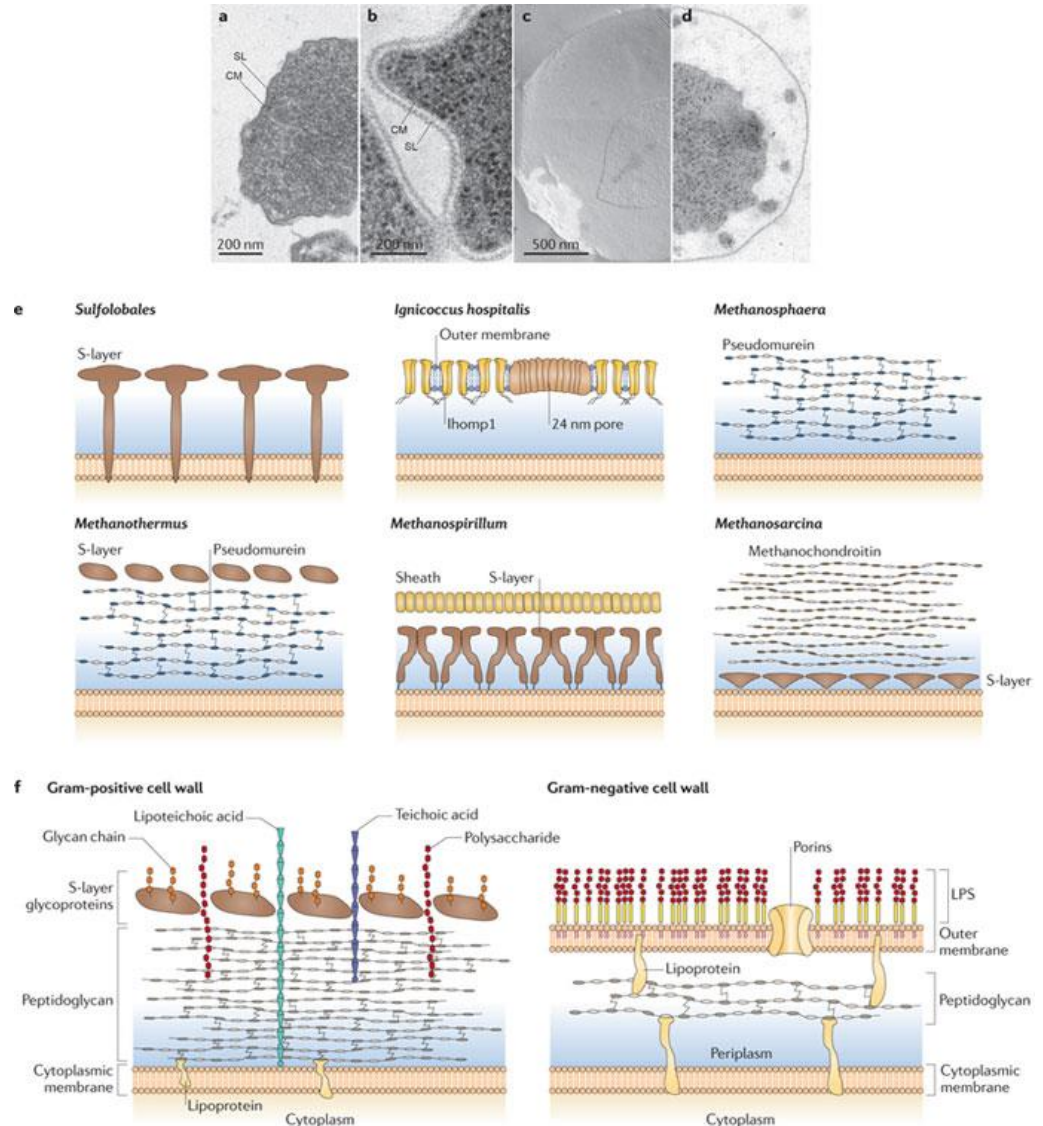 a
b
c
d
SL
CM
CM
SL
200 nm
200 nm
500 nm
e
Sulfolobales
Ignicoccus hospitalis
Methanosphaera
S-layer
Outer membrane
Ihomp1
24 nm pore
Pseudomurein
Methanothermus
Methanospirillum
Methanosarcina
S-layer
Pseudomurein
Sheath
S-layer
Methanochondroitin
S-layer
f
Gram-positive cell wall
Lipoteichoic acid
Teichoic acid
Glycan chain
Polysaccharide
S-layer
glycoproteins
Peptidoglycan
Cytoplasmic
membrane
Lipoprotein
Cytoplasm
Gram-negative cell wall
Porins
LPS
Outer
membrane
Lipoprotein
Peptidoglycan
Periplasm
Cytoplasmic
membrane
Cytoplasm